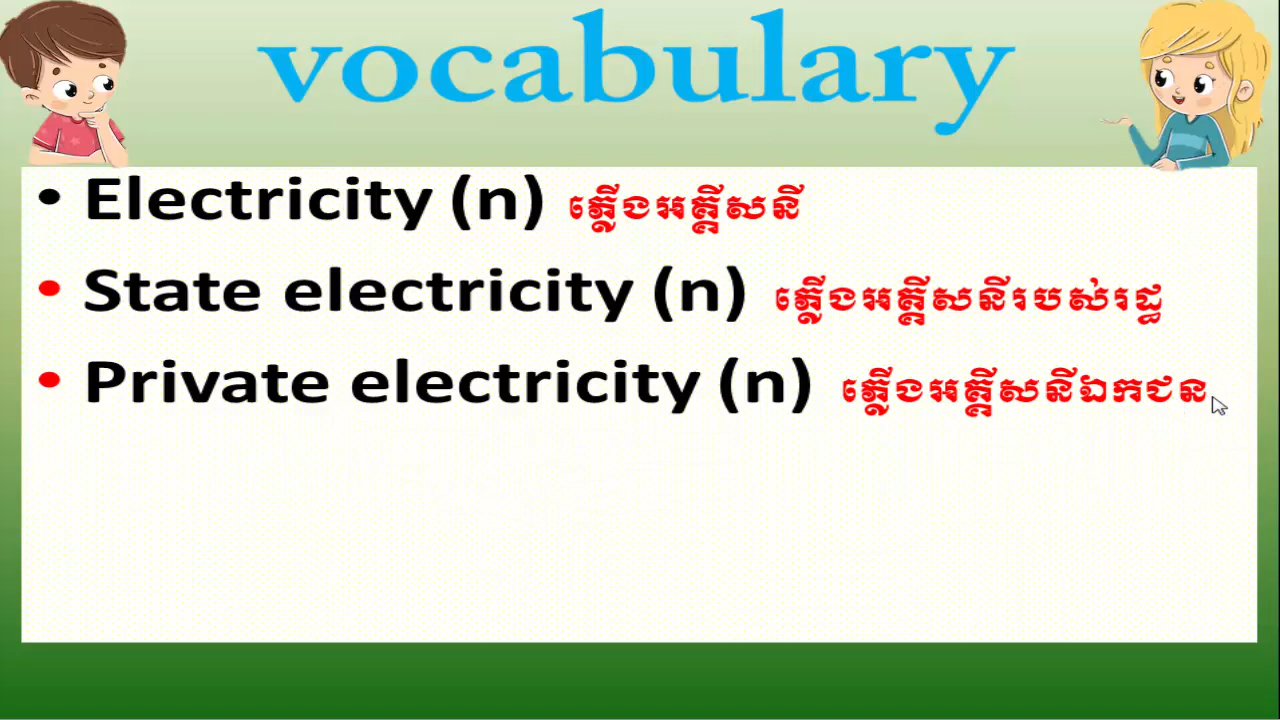 vocabulary
• Electricity (n) ភ្លើងអគ្គីសនី
• State electricity (n) ភ្លើងអគ្គីសនីរបស់រដ្ឋ
• Private electricity (n) ភ្លើងអគ្គីសនីឯកជន